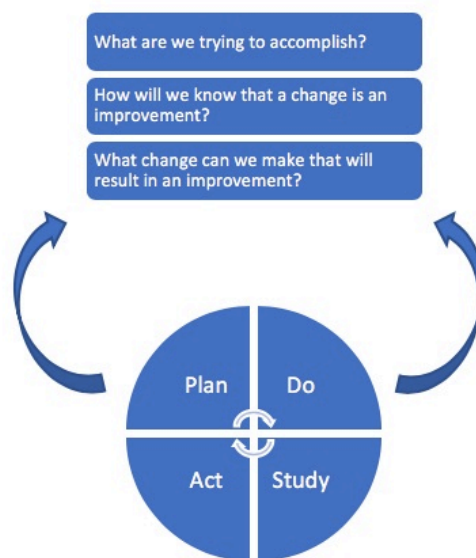 What are we trying to accomplish?
How will we know that a change is an
improvement?
What change can we make that will
result in an improvement?
Plan
Do
Act
Study